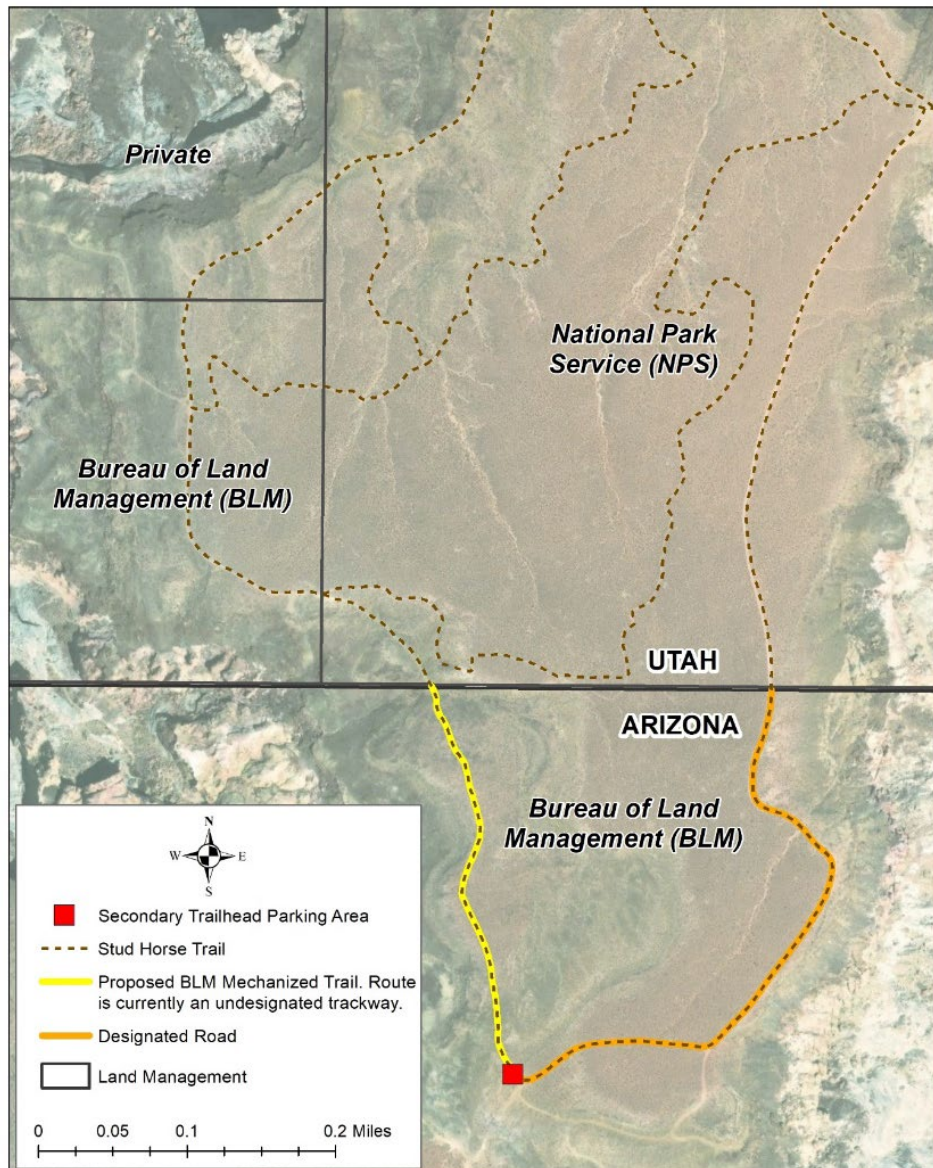 Private
National Park
Service (NPS)
Bureau of Land
Management (BLM)
UTAH
ARIZONA
Bureau of Land
Management (BLM)
N
W E
S
Secondary Trailhead Parking Area
Stud Horse Trail
Proposed BLM Mechanized Trail. Route
is currently an undesignated trackway.
Designated Road
Land Management
0 0.05 0.1 0.2 Miles